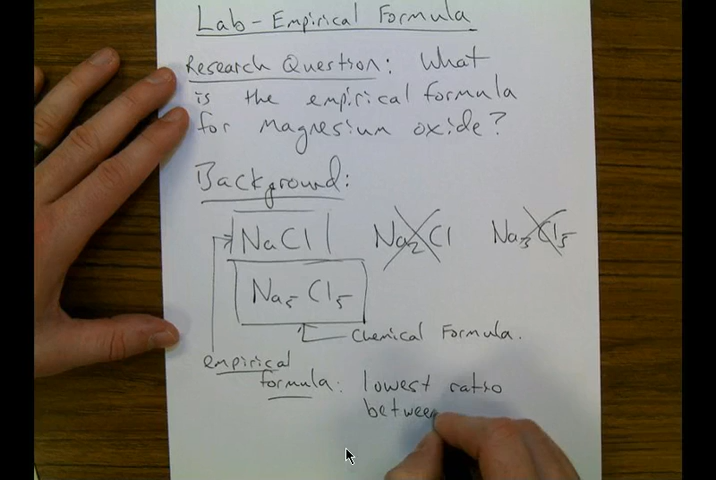 Lab - Empirical Formula
Research Question: What
is the empirical formula
for magnesium oxide?
Background:
NaCl Na₂Cl Na₃Cl₅
Na₅Cl₅
Chemical Formula.
empirical
formula: lowest ratio
between